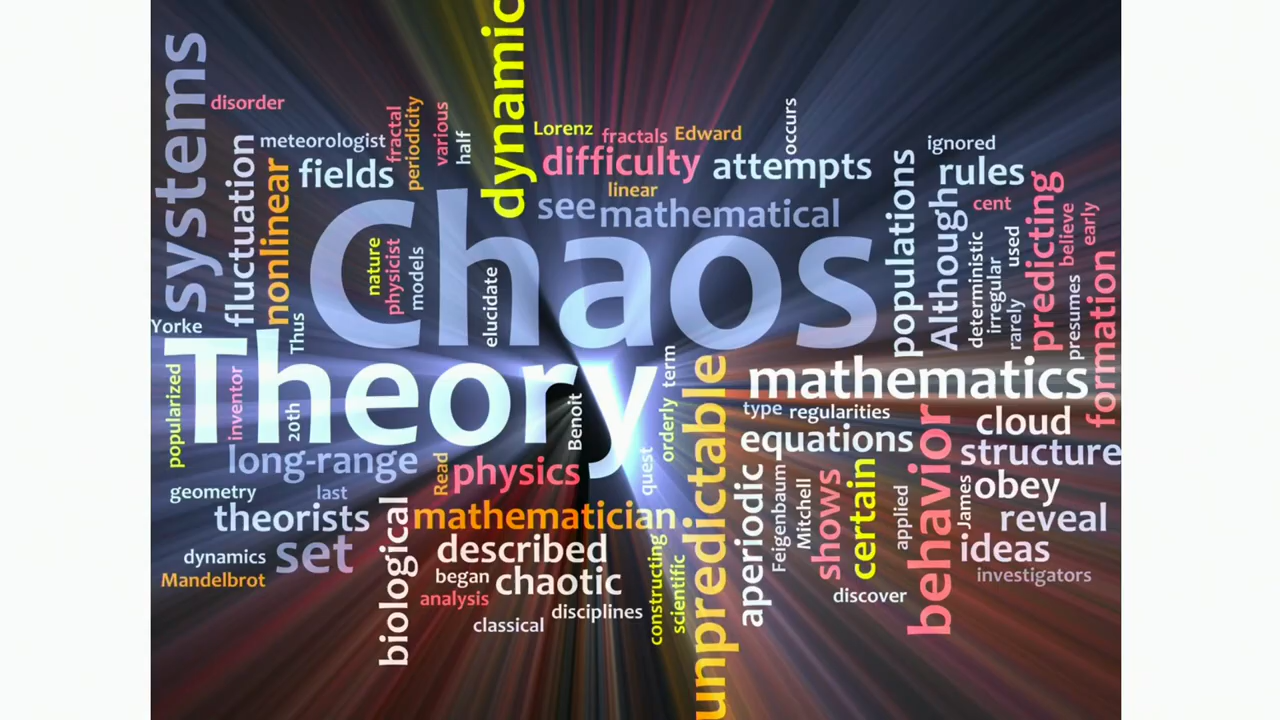 systems
disorder
meteorologist
fractal
periodicity
various
half
dynamic
Lorenz
fractals
Edward
occurs
fluctuation
nonlinear
fields
difficulty
attempts
linear
see
mathematical
populations
ignored
rules
Although
cent
predicting
believe
early
Chaos
nature
physicist
models
elucidate
deterministic
irregular
used
rarely
presumes
formation
Yorke
Thus
Theory
popularized
inventor
20th
Benoit
term
orderly
unpredictable
mathematics
type
regularities
cloud
equations
structure
long-range
Read
physics
quest
behavior
obey
geometry
last
theorists
biological
mathematician
aperiodic
Feigenbaum
Mitchell
shows
certain
applied
James
reveal
dynamics
set
described
ideas
Mandelbrot
began
chaotic
constructing
scientific
investigators
analysis
disciplines
discover
classical